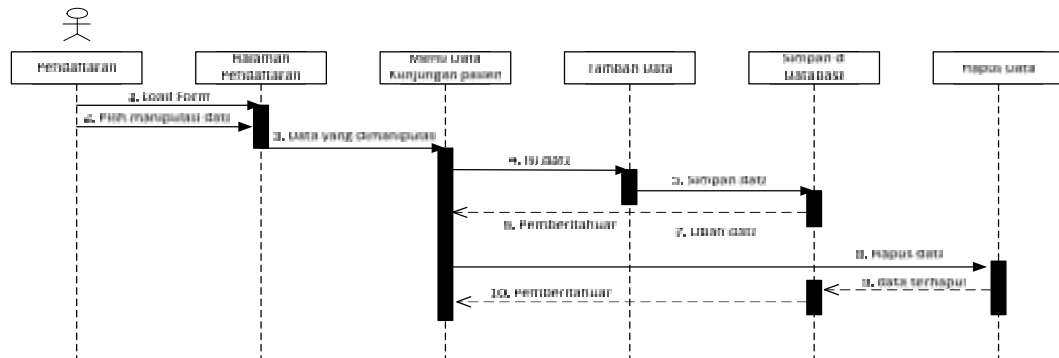 Pendaftaran
Halaman
Pendaftaran
Menu Data
Kunjungan pasien
Tambah Data
Simpan di
Database
Hapus Data
1. Load Form
2. Pilih manipulasi data
3. Data yang dimanipulasi
4. Isi data
5. Simpan data
6. Pemberitahuan
7. Ubah data
8. Hapus data
9. data terhapus
10. Pemberitahuan